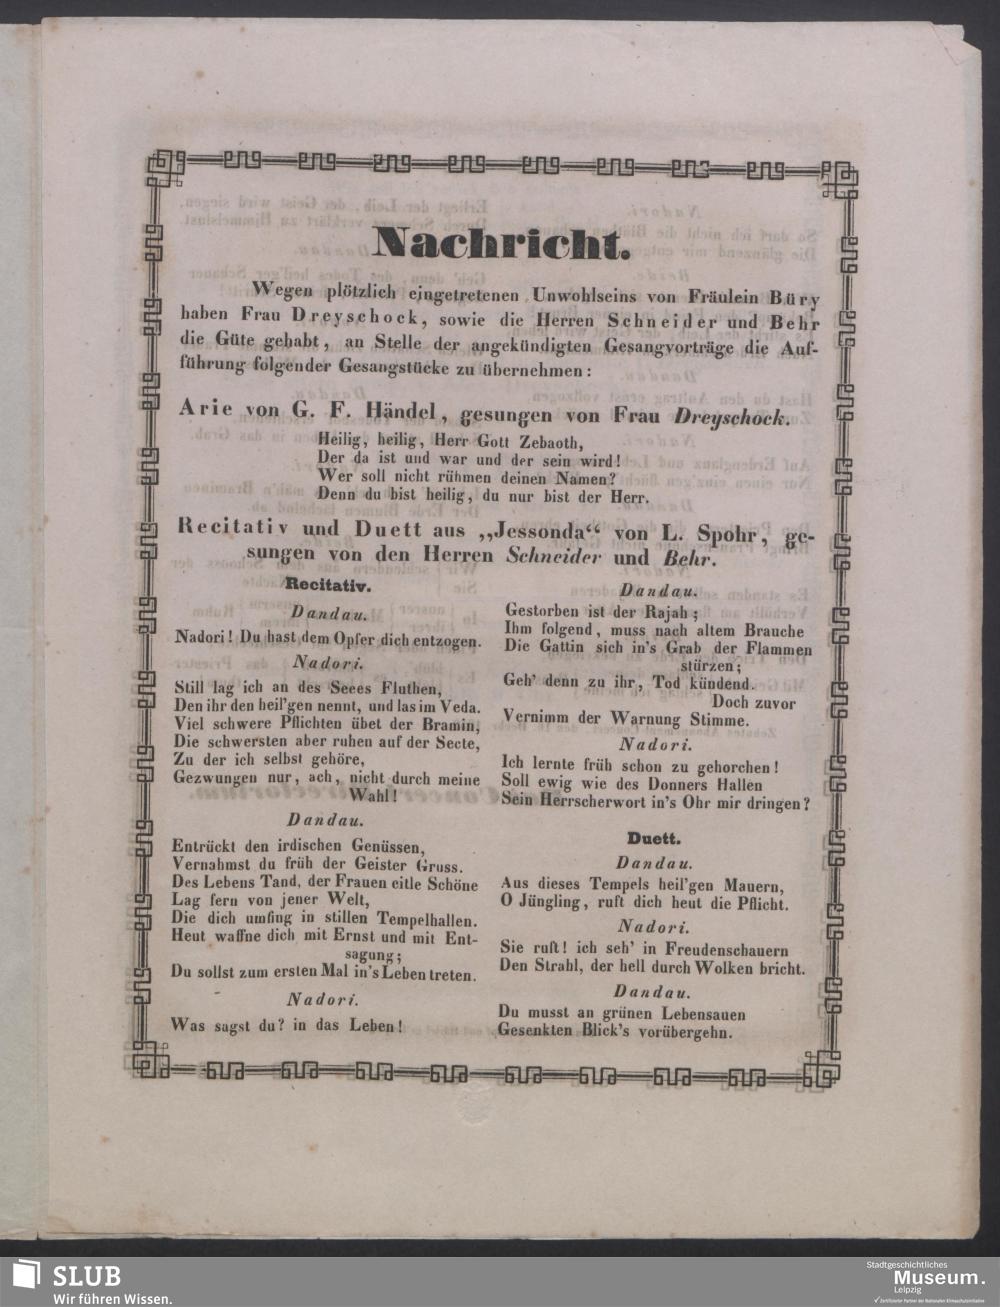 Nachricht.
Wegen plötzlich eingetretenen Unwohlseins von Fräulein Büry
haben Frau Dreyschock, sowie die Herren Schneider und Behr
die Güte gehabt, an Stelle der angekündigten Gesangvorträge die Auf-
führung folgender Gesangstücke zu übernehmen:
Arie von G. F. Händel, gesungen von Frau Dreyschock.
Heilig, heilig, Herr Gott Zebaoth,
Der da ist und war und der sein wird!
Wer soll nicht rühmen deinen Namen?
Denn du bist heilig, du nur bist der Herr.
Recitativ und Duett aus „Jessonda“ von L. Spohr, ge-
sungen von den Herren Schneider und Behr.
Recitativ.
Dandau.
Nadori! Du hast dem Opfer dich entzogen.
Nadori.
Still lag ich an des Seees Fluthen,
Den ihr den heil'gen nennt, und las im Veda.
Viel schwere Pflichten übet der Bramin,
Die schwersten aber ruhen auf der Secte,
Zu der ich selbst gehöre,
Gezwungen nur, ach, nicht durch meine
Wahl!
Dandau.
Entrückt den irdischen Genüssen,
Vernahmst du früh der Geister Gruss.
Des Lebens Tand, der Frauen eitle Schöne
Lag fern von jener Welt,
Die dich umfing in stillen Tempelhallen.
Heut waffne dich mit Ernst und mit Ent-
sagung;
Du sollst zum ersten Mal in's Leben treten.
Nadori.
Was sagst du? in das Leben!
Dandau.
Gestorben ist der Rajah;
Ihm folgend, muss nach altem Brauche
Die Gattin sich in's Grab der Flammen
stürzen;
Geh' denn zu ihr, Tod kündend.
Doch zuvor
Vernimm der Warnung Stimme.
Nadori.
Ich lernte früh schon zu gehorchen!
Soll ewig wie des Donners Hallen
Sein Herrscherwort in's Ohr mir dringen?
Duett.
Dandau.
Aus dieses Tempels heil'gen Mauern,
O Jüngling, ruft dich heut die Pflicht.
Nadori.
Sie ruft! ich seh' in Freudenschauern
Den Strahl, der hell durch Wolken bricht.
Dandau.
Du musst an grünen Lebensauen
Gesenkten Blick's vorübergehn.
SLUB
Wir führen Wissen.
Stadtgeschichtliches
Museum.
Leipzig